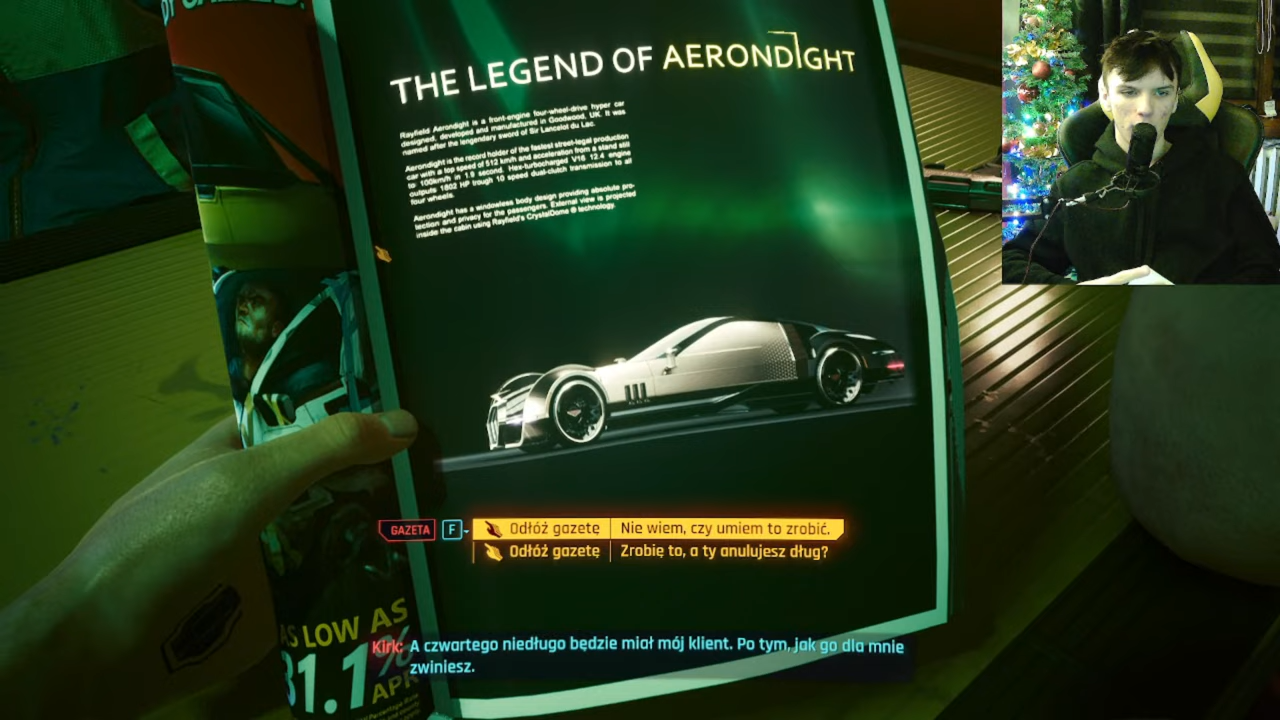 THE LEGEND OF AERONDIGHT
Rayfield Aerondight is a front-engine four-wheel-drive hyper car
designed, developed and manufactured in Goodwood, UK. It was
named after the lengendary sword of Sir Lancelot du Lac.
Aerondight is the record holder of the fastest street-legal production
car with a top speed of 512 km/h and acceleration from a stand still
to 100km/h in 1.9 second. Hex-turbocharged V16 12.4 engine
outputs 1802 HP trough 10 speed dual-clutch transmission to all
four wheels.
Aerondight has a windowless body design providing absolute pro-
tection and privacy for the passengers. External view is projected
inside the cabin using Rayfield's CrystalDome ® technology.
GAZETA F Odłóż gazetę Nie wiem, czy umiem to zrobić.
Odłóż gazetę Zrobię to, a ty anulujesz dług?
AS LOW AS
31.1%
APR
Kirk: A czwartego niedługo będzie miał mój klient. Po tym, jak go dla mnie
zwiniesz.